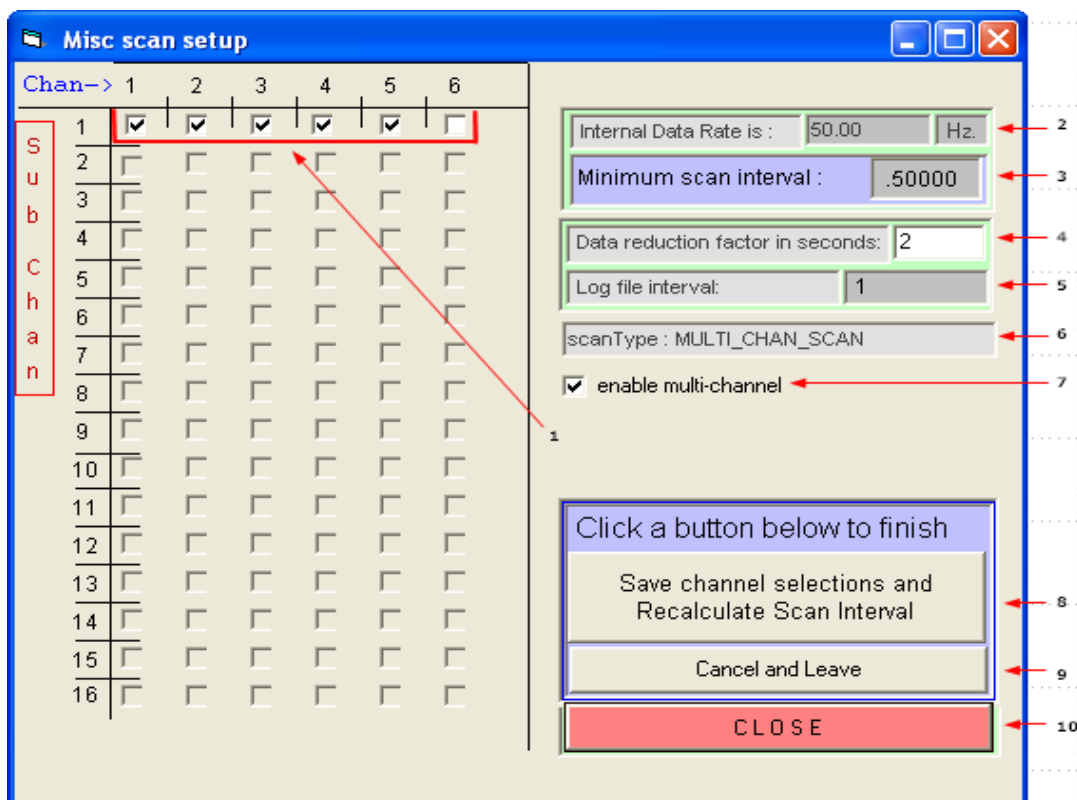 Misc scan setup
Chan-> 1 2 3 4 5 6
Sub Chan
1
2
3
4
5
6
7
8
9
10
11
12
13
14
15
16
Internal Data Rate is : 50.00 Hz. 2
Minimum scan interval : .50000 3
Data reduction factor in seconds: 2 4
Log file interval: 1 5
scanType : MULTI_CHAN_SCAN 6
enable multi-channel 7
1
Click a button below to finish
Save channel selections and
Recalculate Scan Interval 8
Cancel and Leave 9
CLOSE 10